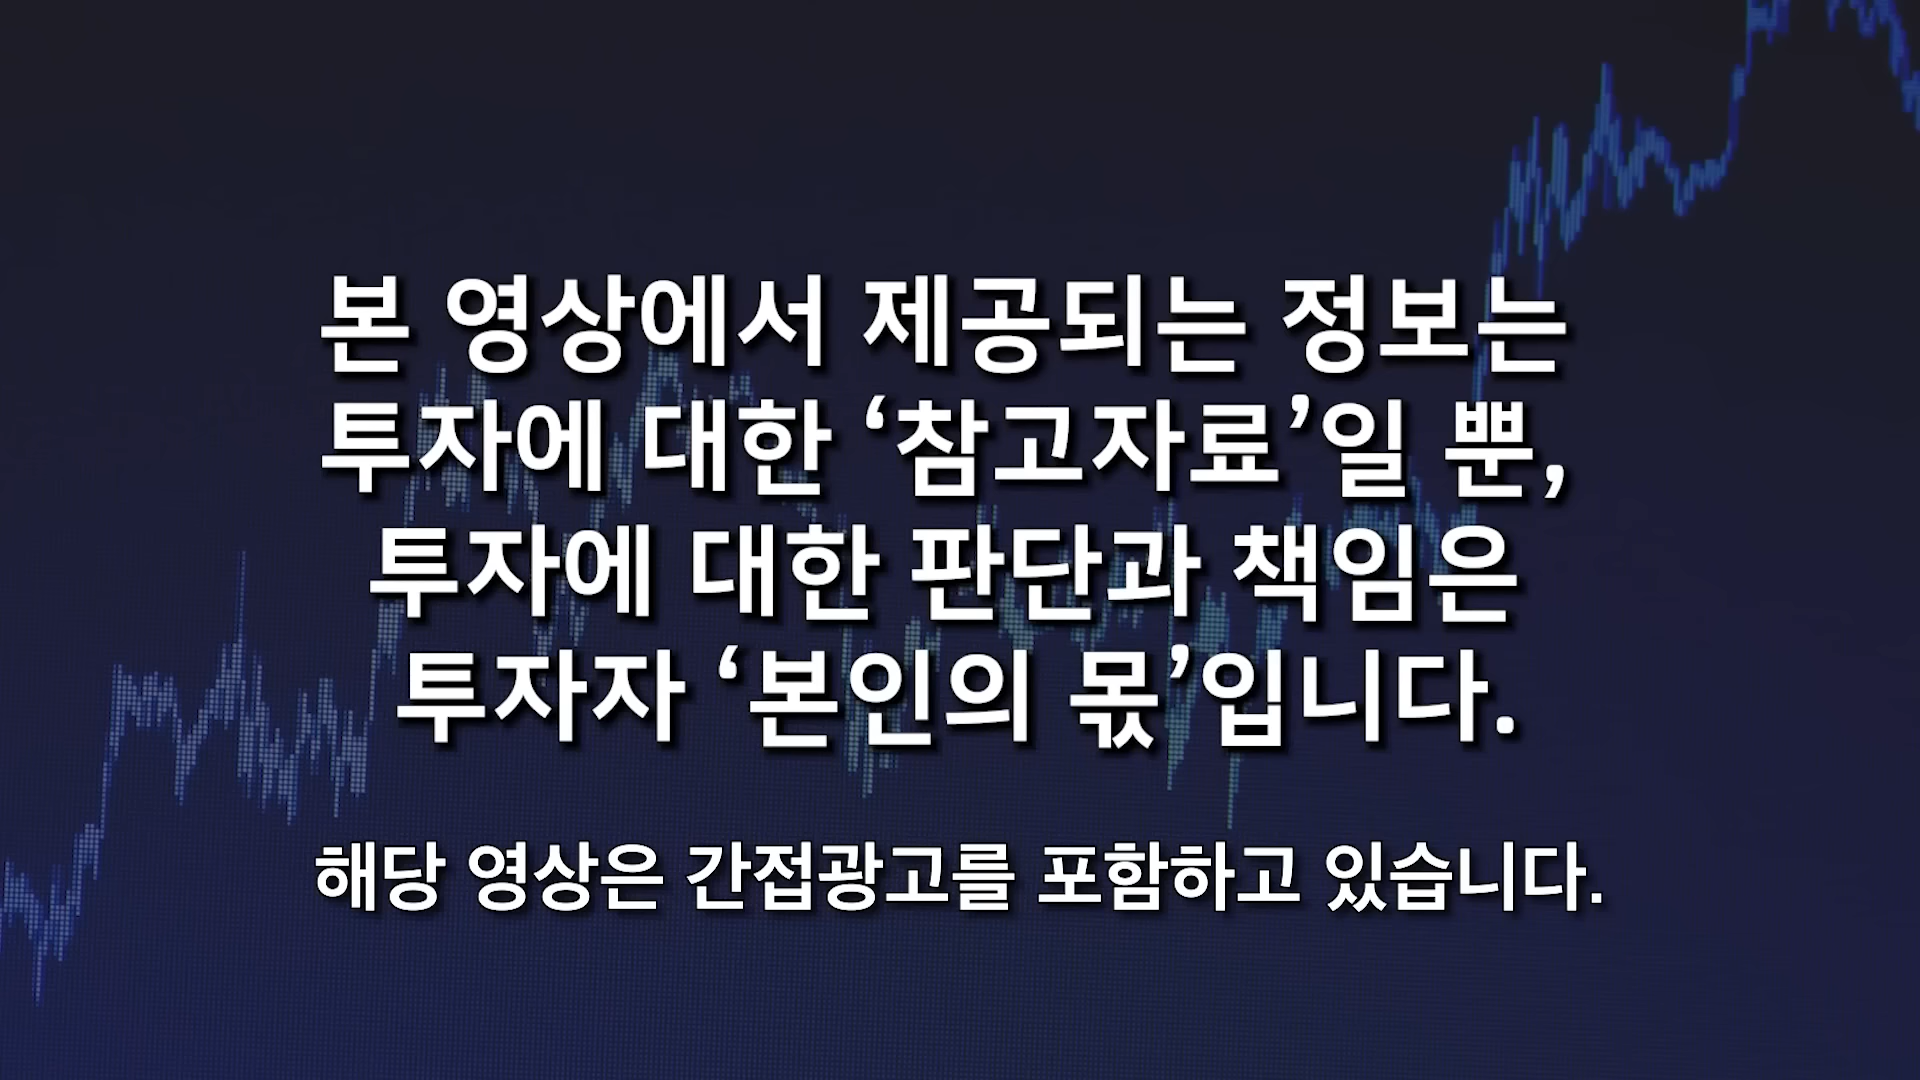 본 영상에서 제공되는 정보는
투자에 대한 ‘참고자료’일 뿐,
투자에 대한 판단과 책임은
투자자 ‘본인의 몫’입니다.
해당 영상은 간접광고를 포함하고 있습니다.